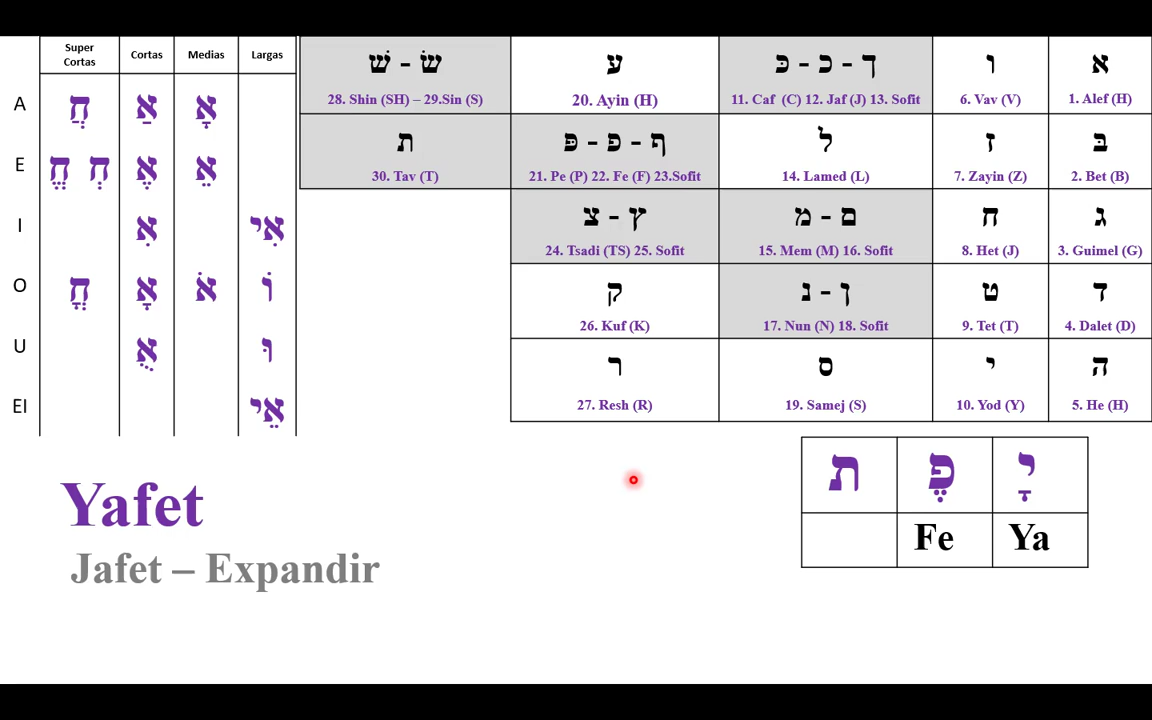 Super Cortas Cortas Medias Largas
A חֲ אַ אָ
E חֱ חְ אֶ אֵ
I אִ אִי
O חֳ אָ אֹ וֹ
U אֻ וּ
EI אֵי
שׁ - שׂ ע כּ - כ - ך ו א
28. Shin (SH) – 29.Sin (S) 20. Ayin (H) 11. Caf (C) 12. Jaf (J) 13. Sofit 6. Vav (V) 1. Alef (H)
ת פּ - פ - ף ל ז בּ
30. Tav (T) 21. Pe (P) 22. Fe (F) 23.Sofit 14. Lamed (L) 7. Zayin (Z) 2. Bet (B)
צ - ץ מ - ם ח ג
24. Tsadi (TS) 25. Sofit 15. Mem (M) 16. Sofit 8. Het (J) 3. Guimel (G)
ק נ - ן ט ד
26. Kuf (K) 17. Nun (N) 18. Sofit 9. Tet (T) 4. Dalet (D)
ר ס י ה
27. Resh (R) 19. Samej (S) 10. Yod (Y) 5. He (H)
יָ פֶּ ת
Fe Ya
Yafet
Jafet – Expandir